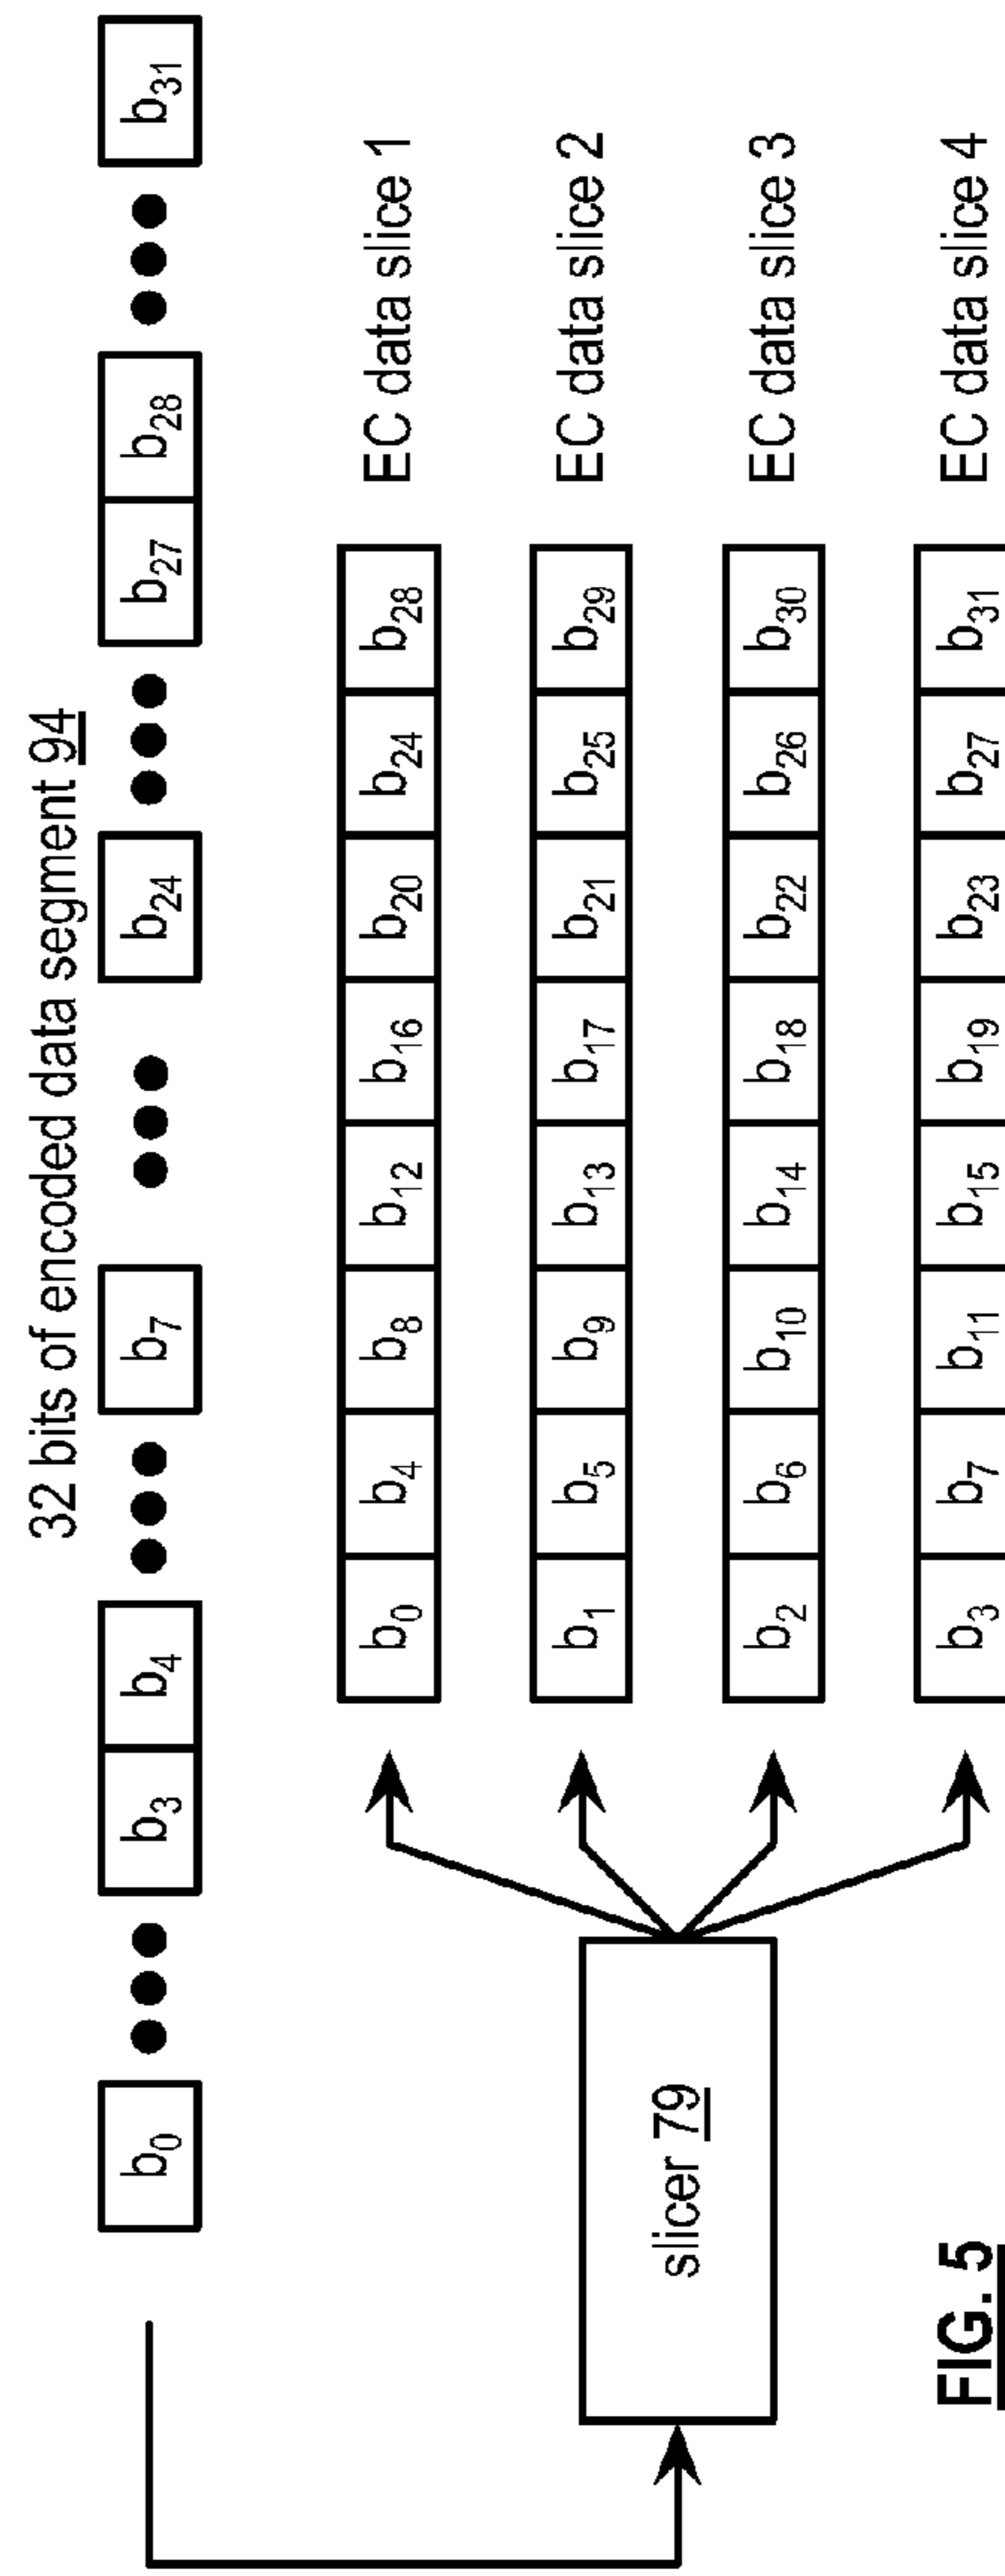 32 bits of encoded data segment 94
b0 ●●● b3 b4 ●●● b7 ●●● b24 ●●● b27 b28 ●●● b31
b0 b4 b8 b12 b16 b20 b24 b28 EC data slice 1
b1 b5 b9 b13 b17 b21 b25 b29 EC data slice 2
slicer 79
b2 b6 b10 b14 b18 b22 b26 b30 EC data slice 3
b3 b7 b11 b15 b19 b23 b27 b31 EC data slice 4
FIG. 5